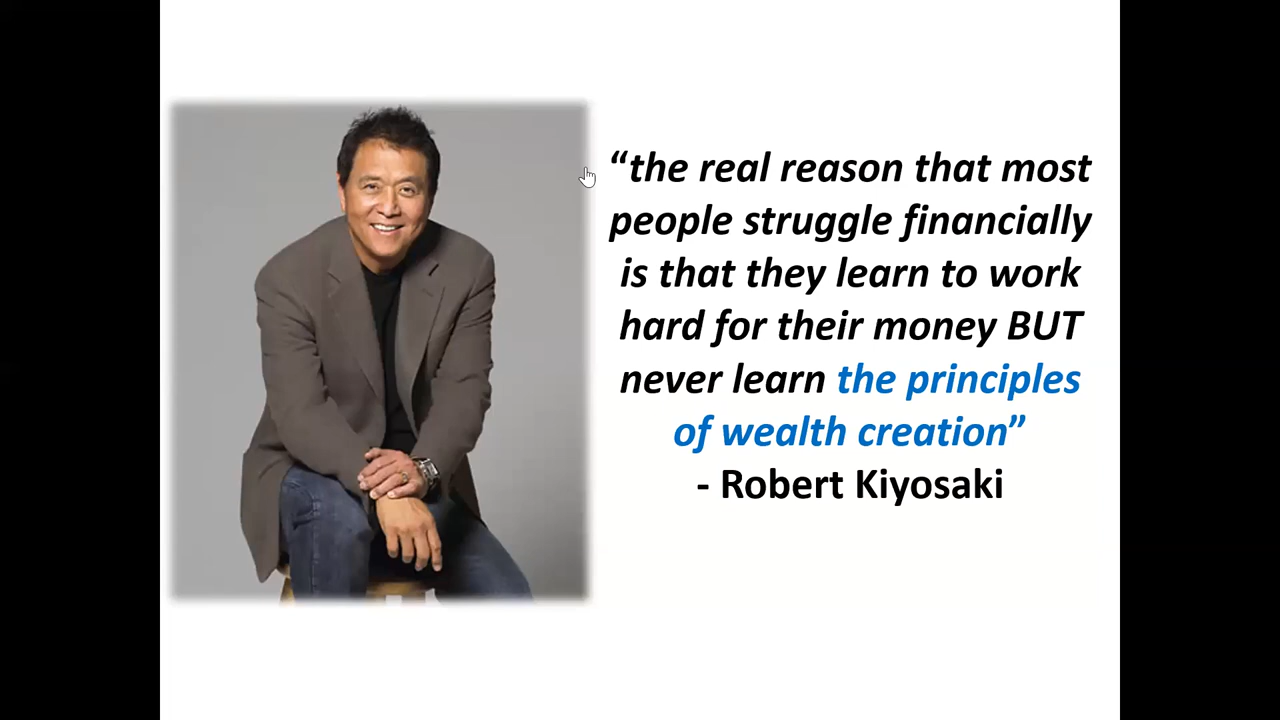 “the real reason that most
people struggle financially
is that they learn to work
hard for their money BUT
never learn the principles
of wealth creation”
- Robert Kiyosaki